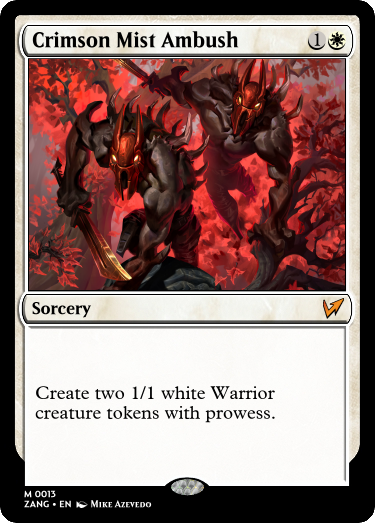 Crimson Mist Ambush 1
Sorcery
Create two 1/1 white Warrior
creature tokens with prowess.
M 0013
ZANG • EN Mike Azevedo